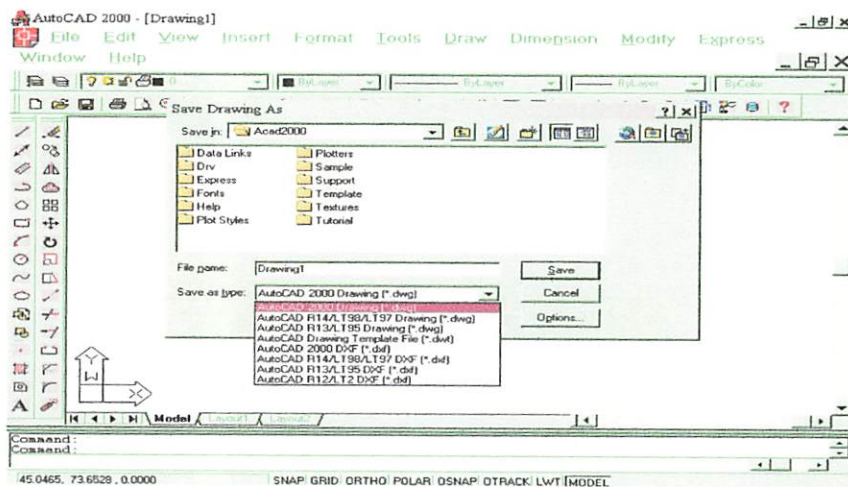 AutoCAD 2000 - [Drawing1]
File Edit View Insert Format Tools Draw Dimension Modify Express
Window Help
0 ByLayer ByLayer ByLayer ByColor
Save Drawing As
Save in: Acad2000
Data Links Plotters
Drv Sample
Express Support
Fonts Template
Help Textures
Plot Styles Tutorial
File name: Drawing1 Save
Save as type: AutoCAD 2000 Drawing (*.dwg) Cancel
AutoCAD 2000 Drawing (*.dwg)
AutoCAD R14/LT98/LT97 Drawing (*.dwg)
Options...
AutoCAD R13/LT95 Drawing (*.dwg)
AutoCAD Drawing Template File (*.dwt)
AutoCAD 2000 DXF (*.dxf)
AutoCAD R14/LT98/LT97 DXF (*.dxf)
AutoCAD R13/LT95 DXF (*.dxf)
AutoCAD R12/LT2 DXF (*.dxf)
Y
W
X
A
Model Layout1 Layout2
Command:
Command:
45.0465, 73.6528 , 0.0000 SNAP GRID ORTHO POLAR OSNAP OTRACK LWT MODEL